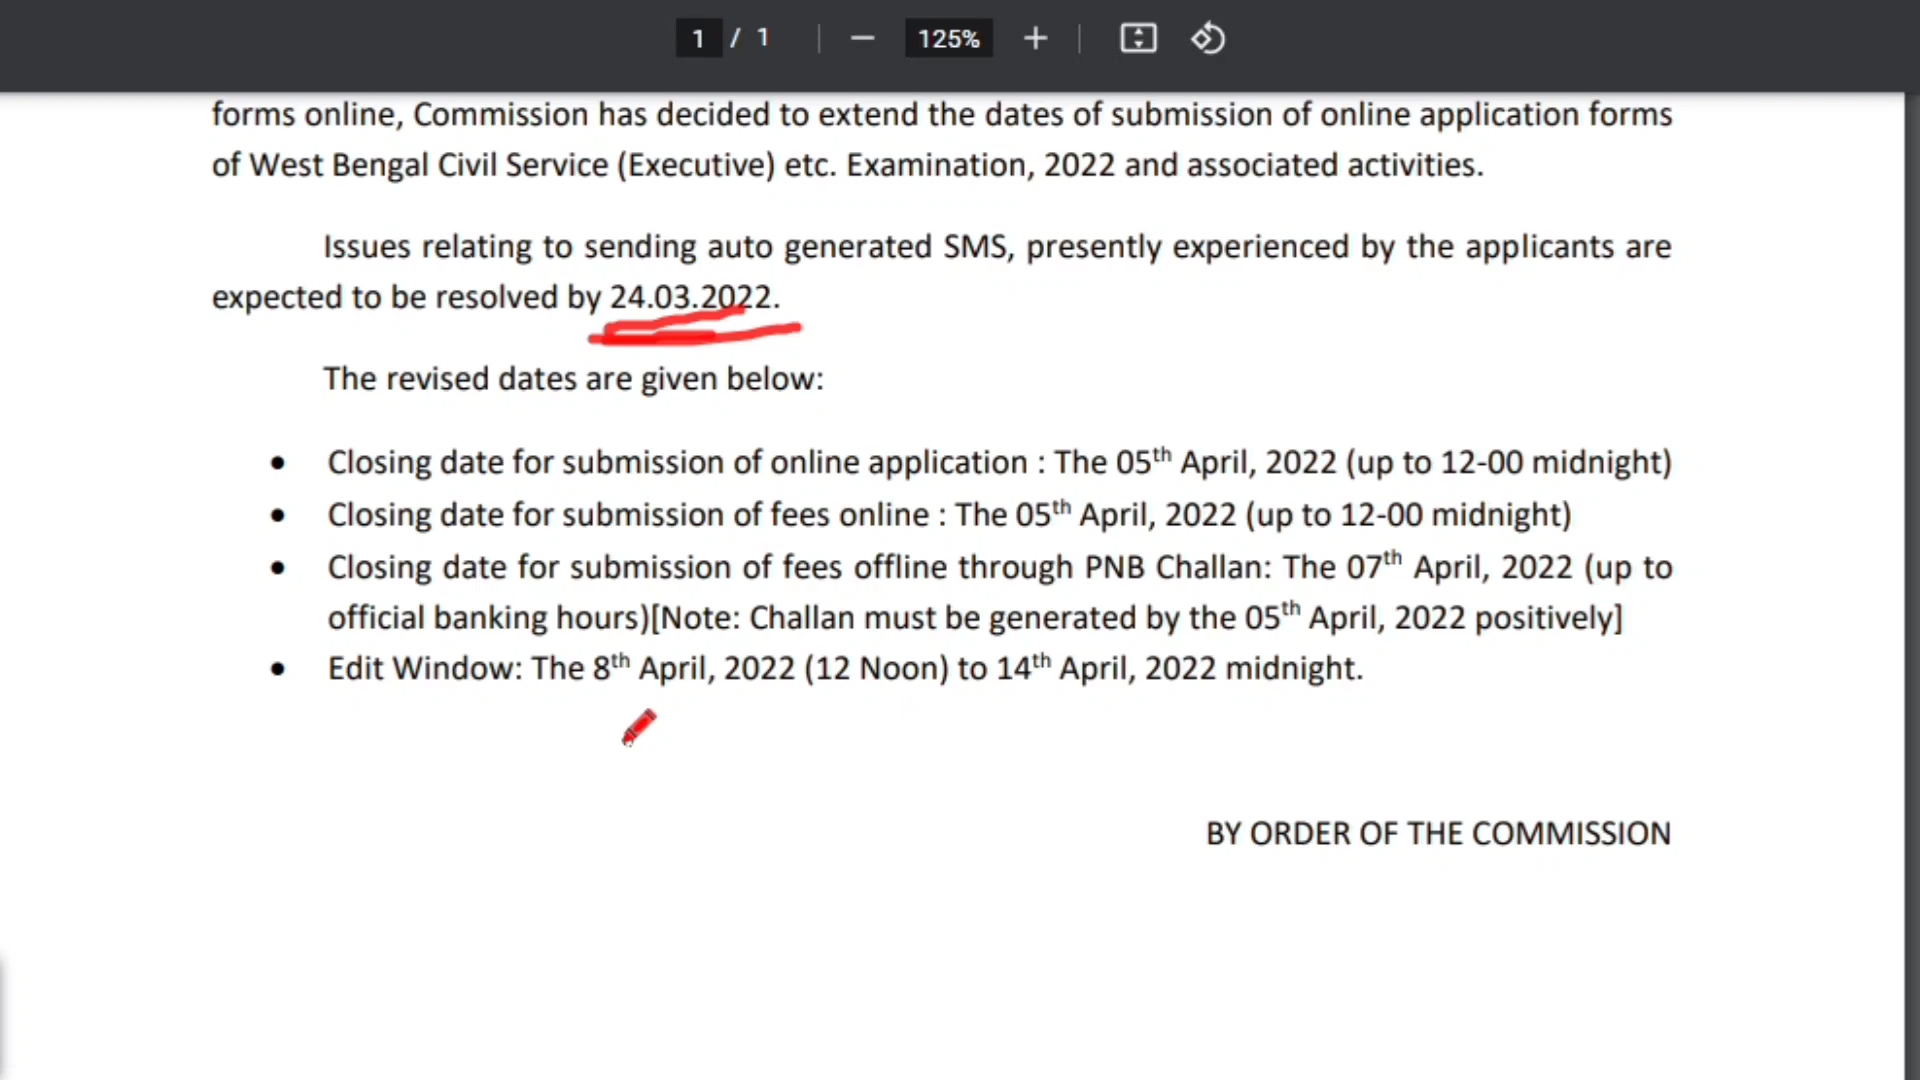 1 / 1 125%
forms online, Commission has decided to extend the dates of submission of online application forms
of West Bengal Civil Service (Executive) etc. Examination, 2022 and associated activities.
Issues relating to sending auto generated SMS, presently experienced by the applicants are
expected to be resolved by 24.03.2022.
The revised dates are given below:
• Closing date for submission of online application : The 05th April, 2022 (up to 12-00 midnight)
• Closing date for submission of fees online : The 05th April, 2022 (up to 12-00 midnight)
• Closing date for submission of fees offline through PNB Challan: The 07th April, 2022 (up to
official banking hours)[Note: Challan must be generated by the 05th April, 2022 positively]
• Edit Window: The 8th April, 2022 (12 Noon) to 14th April, 2022 midnight.
BY ORDER OF THE COMMISSION